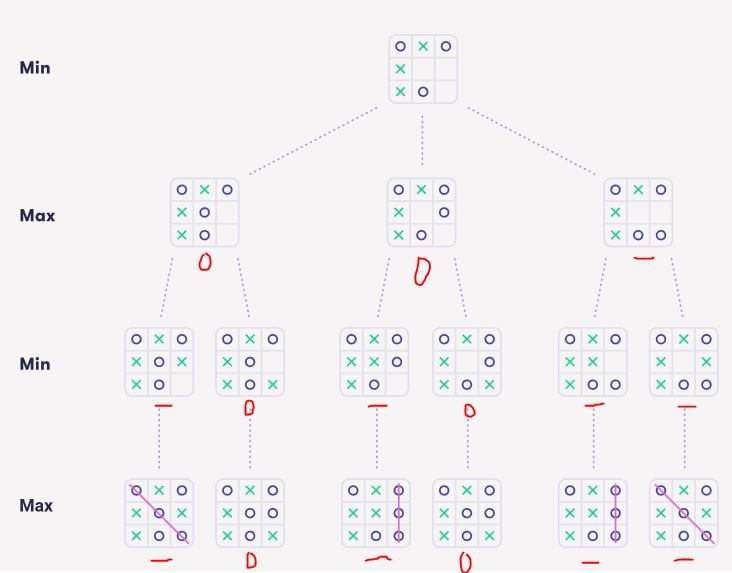 O X O
Min
X
X O
O X O O X O O X O
Max
X O X O X
X O X O X O O
0 0 –
O X O O X O O X O O X O O X O O X O
Min
X O X X O X X O X O X X X X
X O X O X X O X O X X O O X O O
– 0 – 0 – –
O X O O X O O X O O X O O X O O X O
Max
X O X X O O X X O X O O X X O X O X
X O O X O X X O O X O X X O O X O O
– 0 – 0 – –